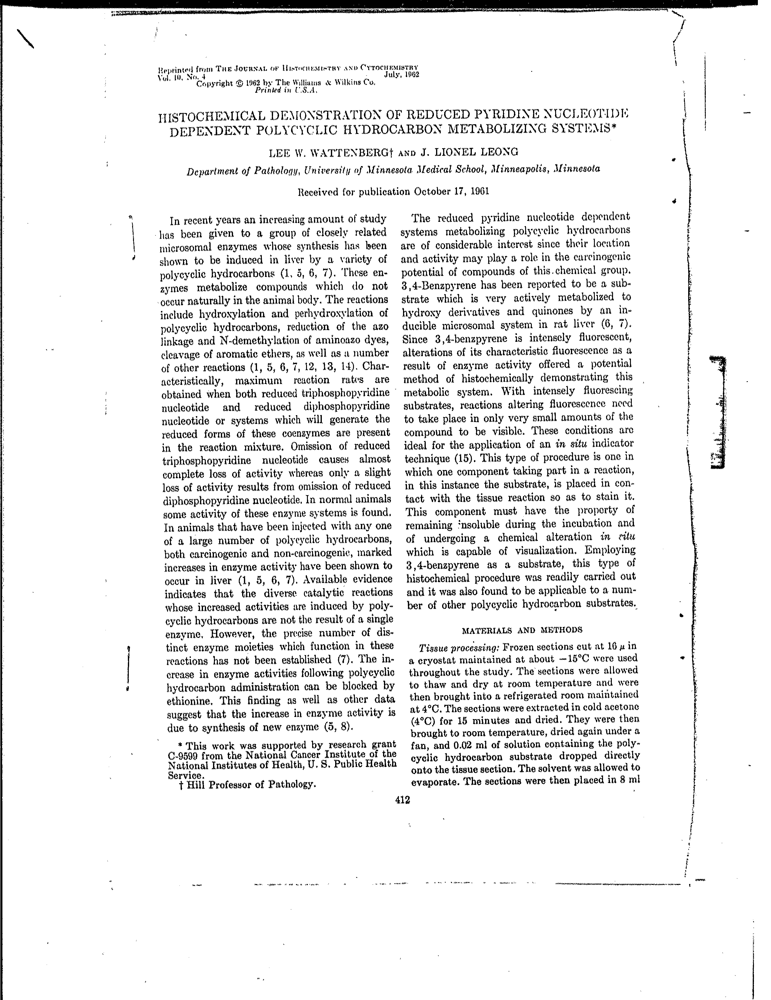 Reprinted from THE JOURNAL OF HISTOCHEMISTRY AND CYTOCHEMISTRY
Vol. 10, No. 4 July, 1962
Copyright © 1962 by The Williams & Wilkins Co.
Printed in U.S.A.
HISTOCHEMICAL DEMONSTRATION OF REDUCED PYRIDINE NUCLEOTIDE
DEPENDENT POLYCYCLIC HYDROCARBON METABOLIZING SYSTEMS*
LEE W. WATTENBERG† AND J. LIONEL LEONG
Department of Pathology, University of Minnesota Medical School, Minneapolis, Minnesota
Received for publication October 17, 1961
In recent years an increasing amount of study
has been given to a group of closely related
microsomal enzymes whose synthesis has been
shown to be induced in liver by a variety of
polycyclic hydrocarbons (1, 5, 6, 7). These en-
zymes metabolize compounds which do not
occur naturally in the animal body. The reactions
include hydroxylation and perhydroxylation of
polycyclic hydrocarbons, reduction of the azo
linkage and N-demethylation of aminoazo dyes,
cleavage of aromatic ethers, as well as a number
of other reactions (1, 5, 6, 7, 12, 13, 14). Char-
acteristically, maximum reaction rates are
obtained when both reduced triphosphopyridine
nucleotide and reduced diphosphopyridine
nucleotide or systems which will generate the
reduced forms of these coenzymes are present
in the reaction mixture. Omission of reduced
triphosphopyridine nucleotide causes almost
complete loss of activity whereas only a slight
loss of activity results from omission of reduced
diphosphopyridine nucleotide. In normal animals
some activity of these enzyme systems is found.
In animals that have been injected with any one
of a large number of polycyclic hydrocarbons,
both carcinogenic and non-carcinogenic, marked
increases in enzyme activity have been shown to
occur in liver (1, 5, 6, 7). Available evidence
indicates that the diverse catalytic reactions
whose increased activities are induced by poly-
cyclic hydrocarbons are not the result of a single
enzyme. However, the precise number of dis-
tinct enzyme moieties which function in these
reactions has not been established (7). The in-
crease in enzyme activities following polycyclic
hydrocarbon administration can be blocked by
ethionine. This finding as well as other data
suggest that the increase in enzyme activity is
due to synthesis of new enzyme (5, 8).
* This work was supported by research grant
C-9599 from the National Cancer Institute of the
National Institutes of Health, U. S. Public Health
Service.
† Hill Professor of Pathology.
The reduced pyridine nucleotide dependent
systems metabolizing polycyclic hydrocarbons
are of considerable interest since their location
and activity may play a role in the carcinogenic
potential of compounds of this chemical group.
3,4-Benzpyrene has been reported to be a sub-
strate which is very actively metabolized to
hydroxy derivatives and quinones by an in-
ducible microsomal system in rat liver (6, 7).
Since 3,4-benzpyrene is intensely fluorescent,
alterations of its characteristic fluorescence as a
result of enzyme activity offered a potential
method of histochemically demonstrating this
metabolic system. With intensely fluorescing
substrates, reactions altering fluorescence need
to take place in only very small amounts of the
compound to be visible. These conditions are
ideal for the application of an in situ indicator
technique (15). This type of procedure is one in
which one component taking part in a reaction,
in this instance the substrate, is placed in con-
tact with the tissue reaction so as to stain it.
This component must have the property of
remaining insoluble during the incubation and
of undergoing a chemical alteration in situ
which is capable of visualization. Employing
3,4-benzpyrene as a substrate, this type of
histochemical procedure was readily carried out
and it was also found to be applicable to a num-
ber of other polycyclic hydrocarbon substrates.
MATERIALS AND METHODS
Tissue processing: Frozen sections cut at 16 μ in
a cryostat maintained at about −15°C were used
throughout the study. The sections were allowed
to thaw and dry at room temperature and were
then brought into a refrigerated room maintained
at 4°C. The sections were extracted in cold acetone
(4°C) for 15 minutes and dried. They were then
brought to room temperature, dried again under a
fan, and 0.02 ml of solution containing the poly-
cyclic hydrocarbon substrate dropped directly
onto the tissue section. The solvent was allowed to
evaporate. The sections were then placed in 8 ml
412